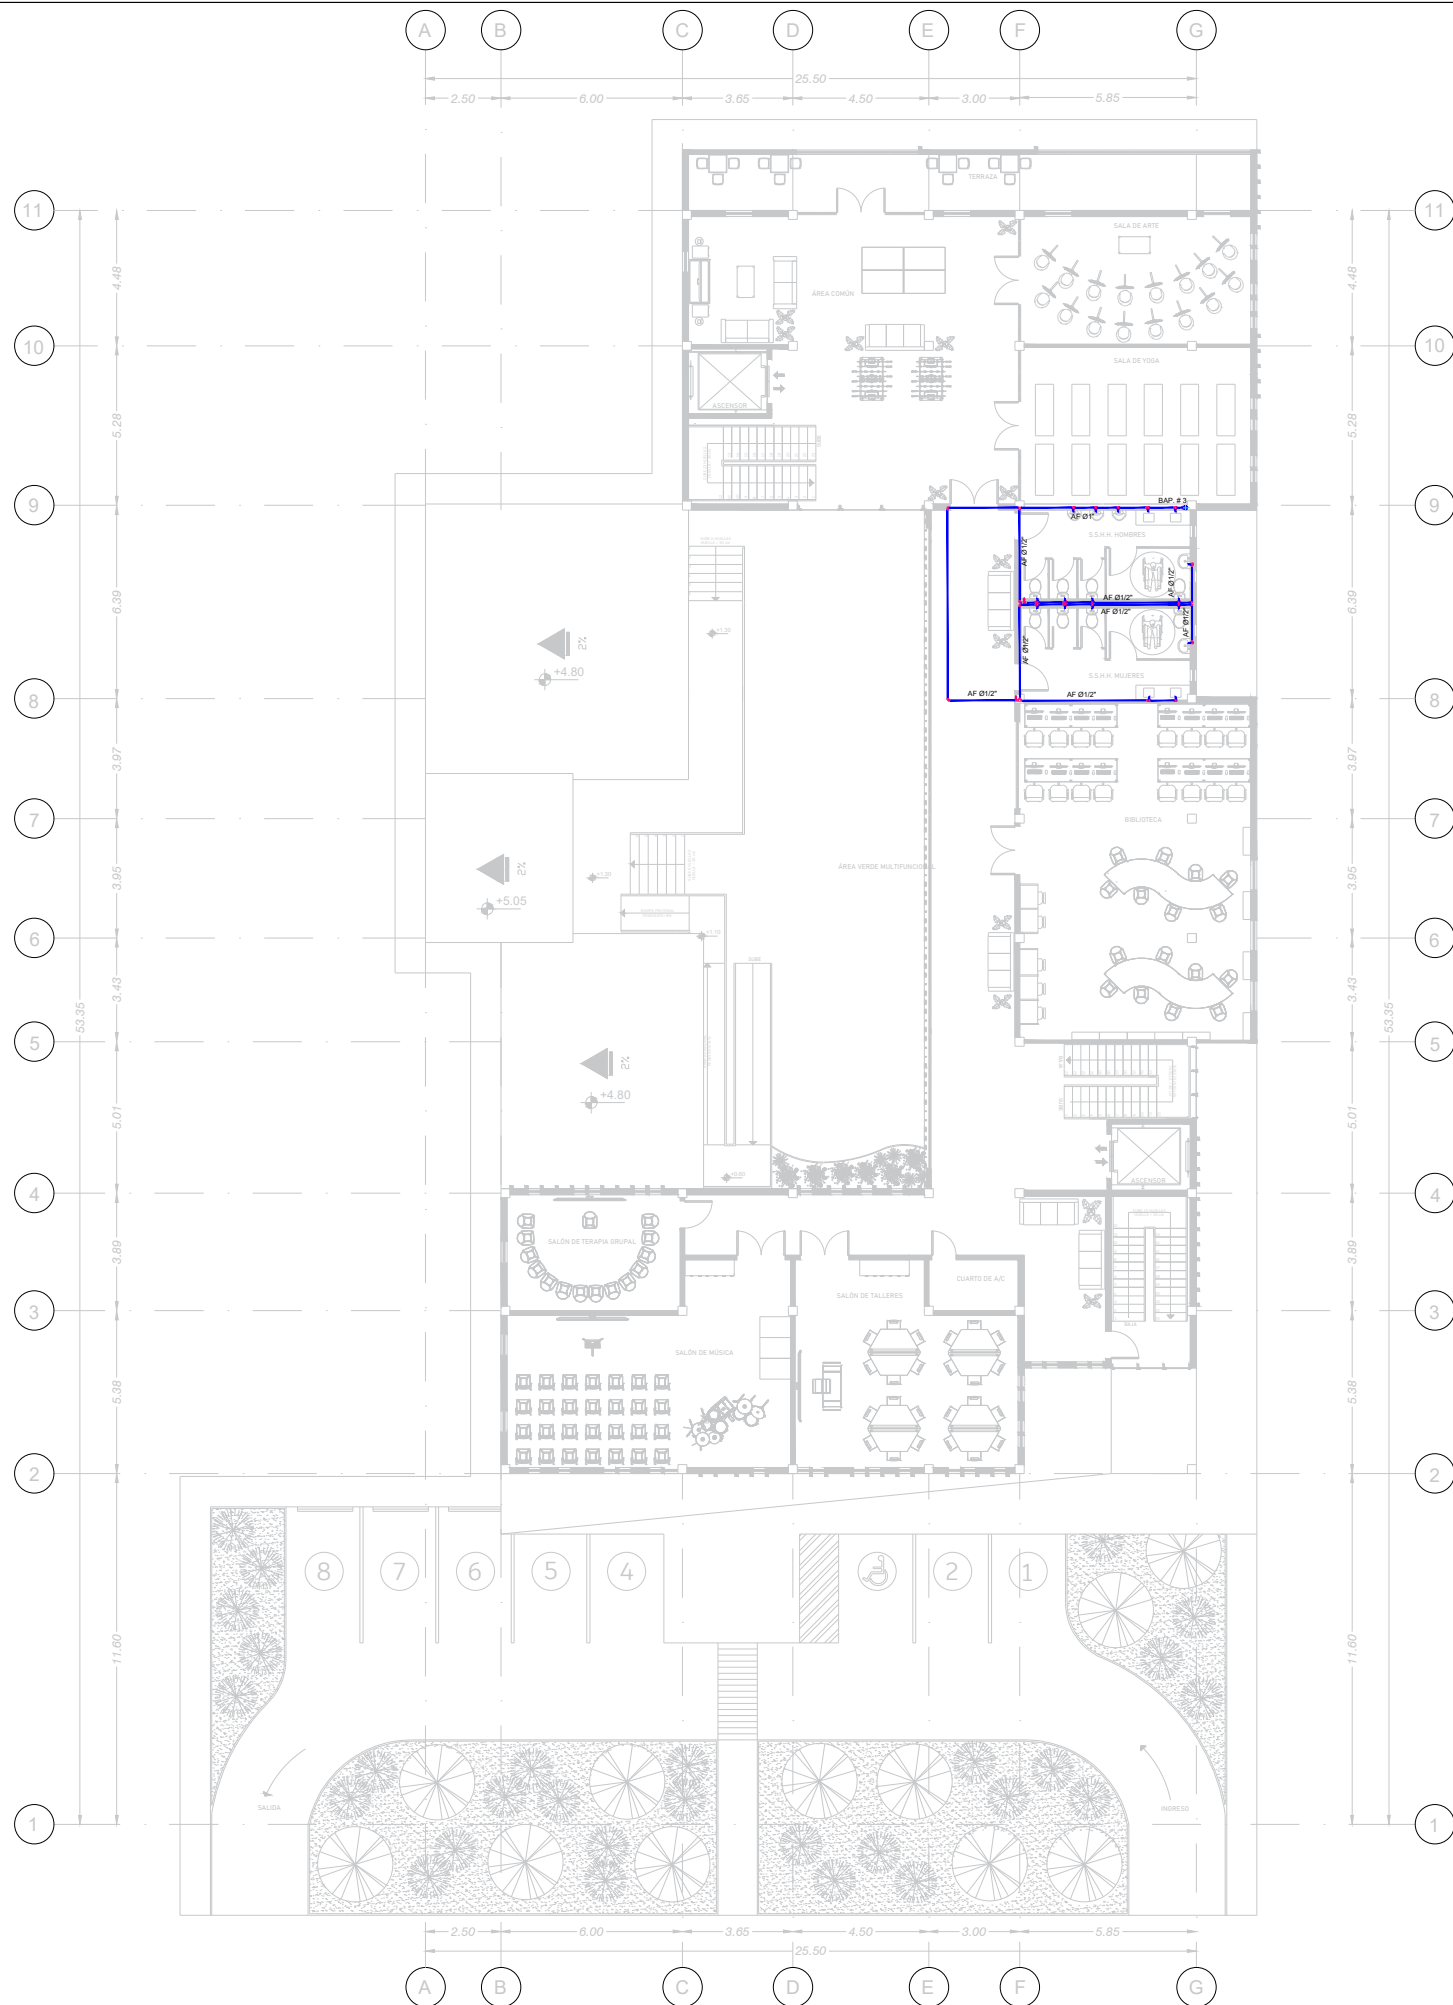 A B C D E F G
25.50
2.50 6.00 3.65 4.50 3.00 5.85
TERRAZA
11 11
SALA DE ARTE
4.48 ÁREA COMÚN 4.48
10 10
SALA DE YOGA
ASCENSOR
5.28 5.28
9 BAP. # 3 9
AF Ø1"
S.S.H.H. HOMBRES
AF Ø1/2"
AF Ø1/2"
6.39 AF Ø1/2" 6.39
AF Ø1/2"
AF Ø1/2"
AF Ø1/2"
+1.30
2%
+4.80
S.S.H.H. MUJERES
AF Ø1/2" AF Ø1/2"
8 8
3.97 3.97
7 BIBLIOTECA 7
ÁREA VERDE MULTIFUNCIONAL
2%
3.95 3.95
+5.05
6 6
3.43 3.43
53.35 53.35
5 5
2%
+4.80
5.01 5.01
ASCENSOR
4 4
SALÓN DE TERAPIA GRUPAL
3.89 CUARTO DE A/C 3.89
SALÓN DE TALLERES
3 3
BAJA
SALÓN DE MÚSICA
5.38 5.38
2 2
8 7 6 5 4 2 1
11.60 11.60
SALIDA INGRESO
1 1
2.50 6.00 3.65 4.50 3.00 5.85
25.50
A B C D E F G